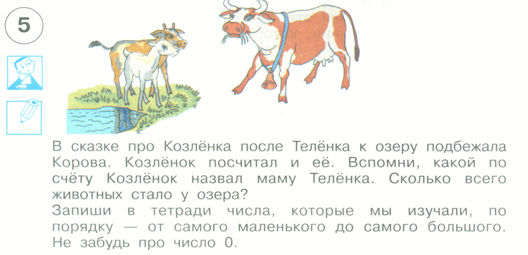 5
В сказке про Козлёнка после Телёнка к озеру подбежала
Корова. Козлёнок посчитал и её. Вспомни, какой по
счёту Козлёнок назвал маму Телёнка. Сколько всего
животных стало у озера?
Запиши в тетради числа, которые мы изучали, по
порядку — от самого маленького до самого большого.
Не забудь про число 0.